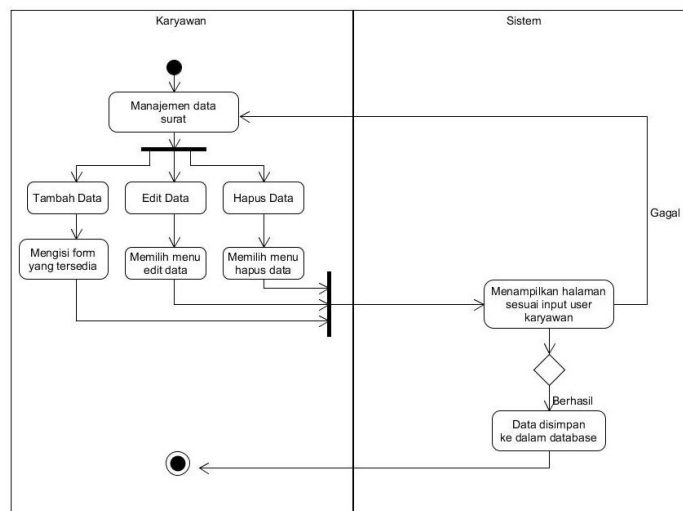 Karyawan
Sistem
Manajemen data
surat
Tambah Data
Edit Data
Hapus Data
Gagal
Mengisi form
yang tersedia
Memilih menu
edit data
Memilih menu
hapus data
Menampilkan halaman
sesuai input user
karyawan
Berhasil
Data disimpan
ke dalam database